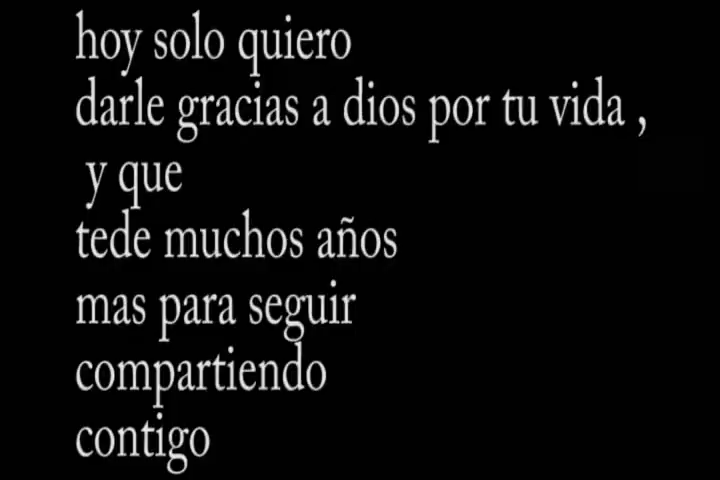 hoy solo quiero
darle gracias a dios por tu vida ,
y que
tede muchos años
mas para seguir
compartiendo
contigo